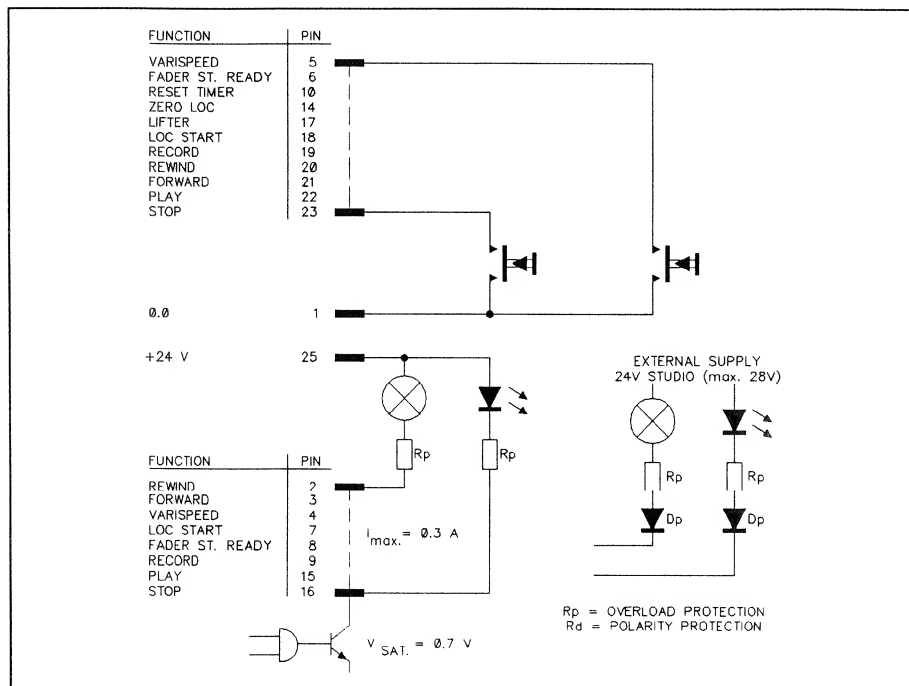 FUNCTION PIN
VARISPEED 5
FADER ST. READY 6
RESET TIMER 10
ZERO LOC 14
LIFTER 17
LOC START 18
RECORD 19
REWIND 20
FORWARD 21
PLAY 22
STOP 23
0.0 1
+24 V 25
EXTERNAL SUPPLY
24V STUDIO (max. 28V)
Rp Rp
Rp Rp
Dp Dp
FUNCTION PIN
REWIND 2
FORWARD 3
VARISPEED 4
LOC START 7
FADER ST. READY 8
RECORD 9
PLAY 15
STOP 16
I max. = 0.3 A
V SAT. = 0.7 V
Rp = OVERLOAD PROTECTION
Rd = POLARITY PROTECTION